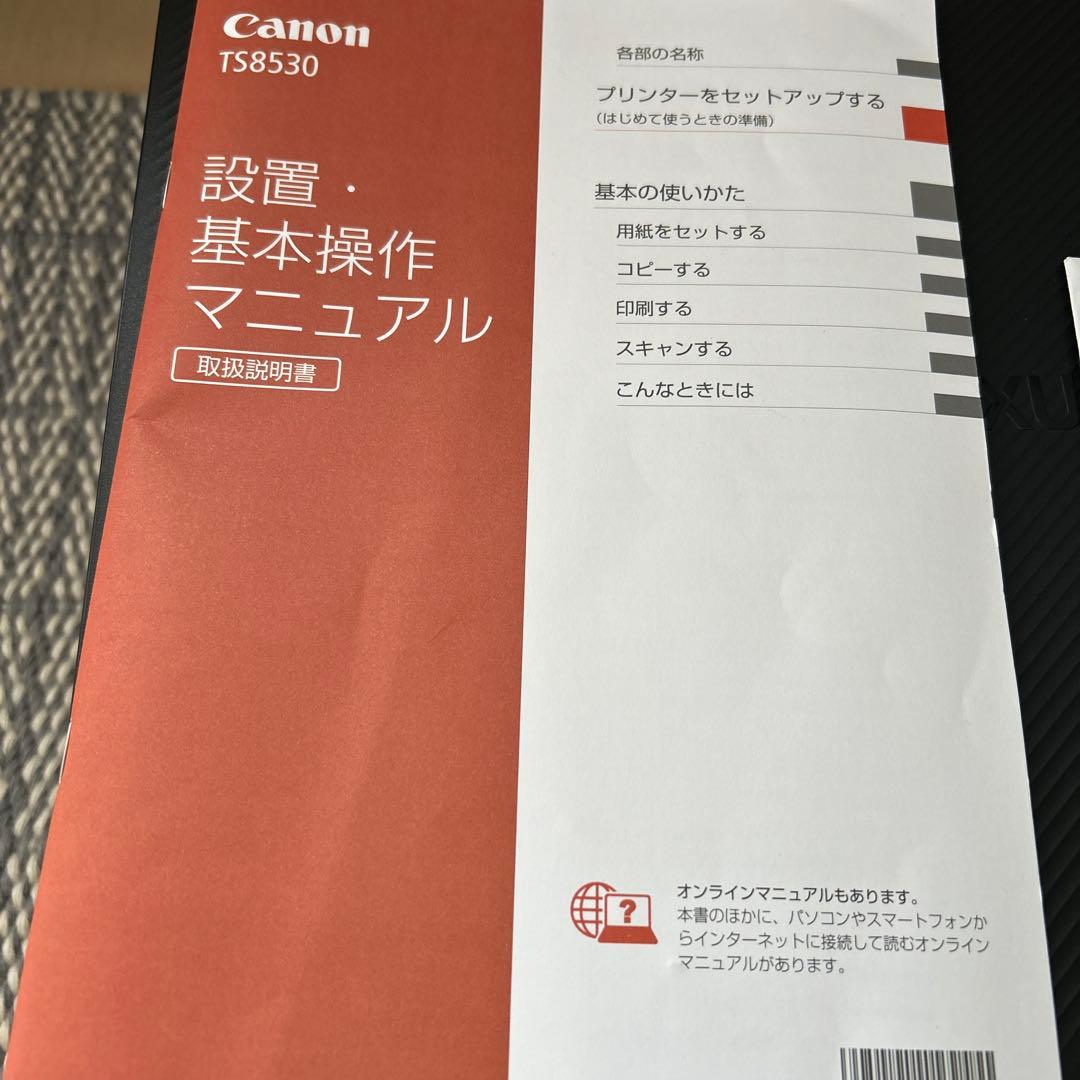 Canon
TS8530
設置・
基本操作
マニュアル
取扱説明書
各部の名称
プリンターをセットアップする
(はじめて使うときの準備)
基本の使いかた
用紙をセットする
コピーする
印刷する
スキャンする
こんなときには
?
オンラインマニュアルもあります。
本書のほかに、パソコンやスマートフォンか
らインターネットに接続して読むオンライン
マニュアルがあります。